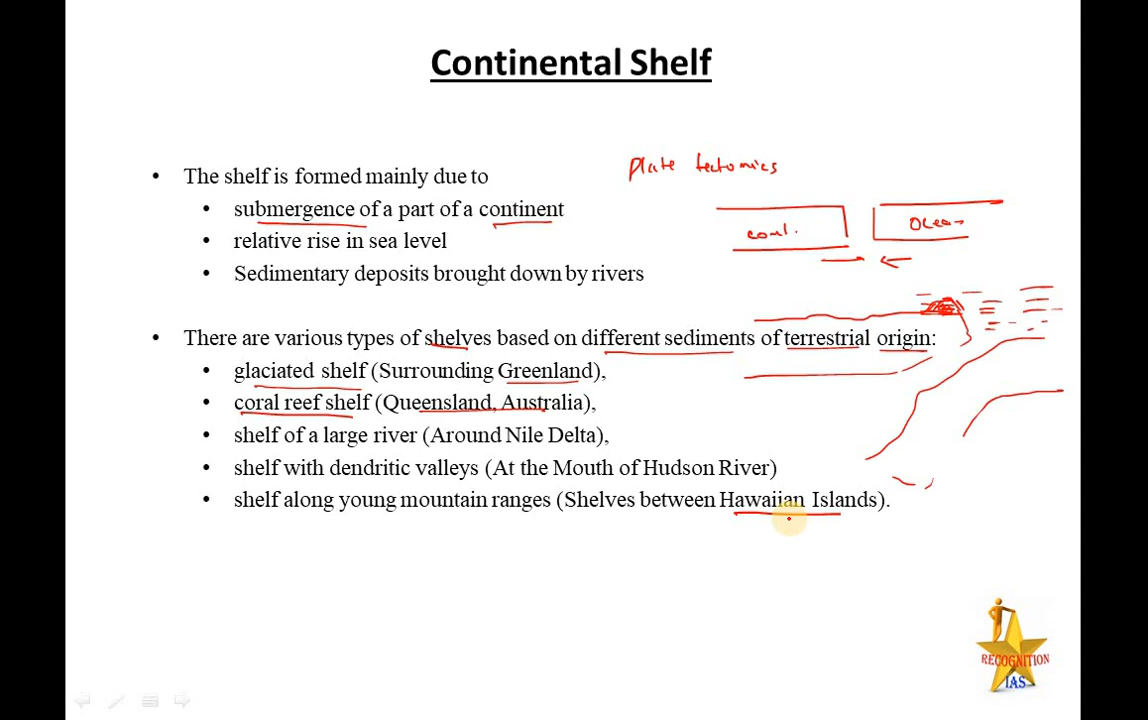 Continental Shelf
Plate tectonics
• The shelf is formed mainly due to
• submergence of a part of a continent
cont. Ocean
• relative rise in sea level
• Sedimentary deposits brought down by rivers
• There are various types of shelves based on different sediments of terrestrial origin:
• glaciated shelf (Surrounding Greenland),
• coral reef shelf (Queensland, Australia),
• shelf of a large river (Around Nile Delta),
• shelf with dendritic valleys (At the Mouth of Hudson River)
• shelf along young mountain ranges (Shelves between Hawaiian Islands).
RECOGNITION
IAS